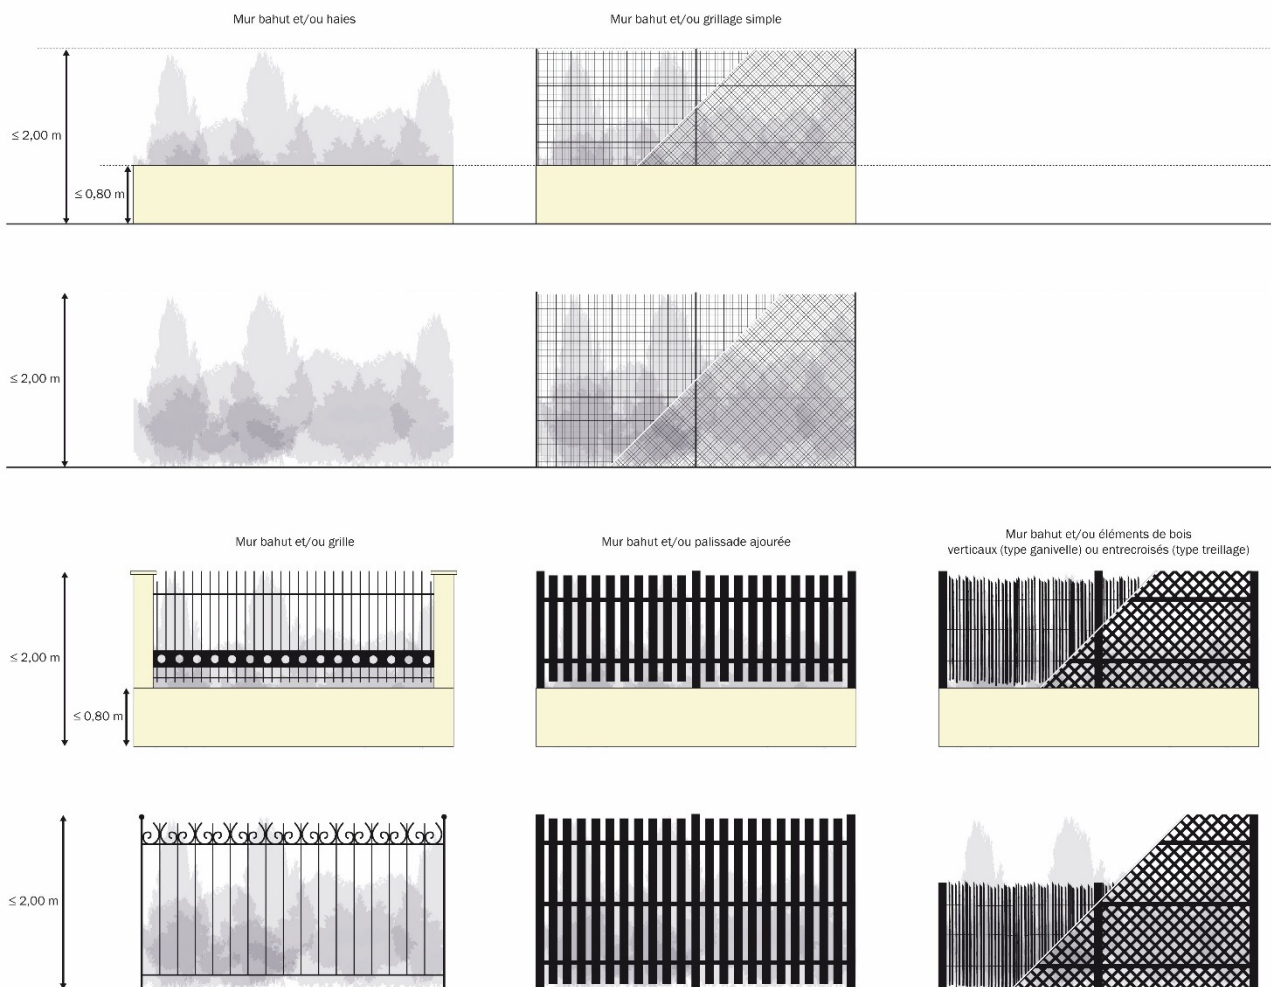 Mur bahut et/ou haies
Mur bahut et/ou grillage simple
≤ 2,00 m
≤ 0,80 m
≤ 2,00 m
Mur bahut et/ou grille
Mur bahut et/ou palissade ajourée
Mur bahut et/ou éléments de bois
verticaux (type ganivelle) ou entrecroisés (type treillage)
≤ 2,00 m
≤ 0,80 m
≤ 2,00 m